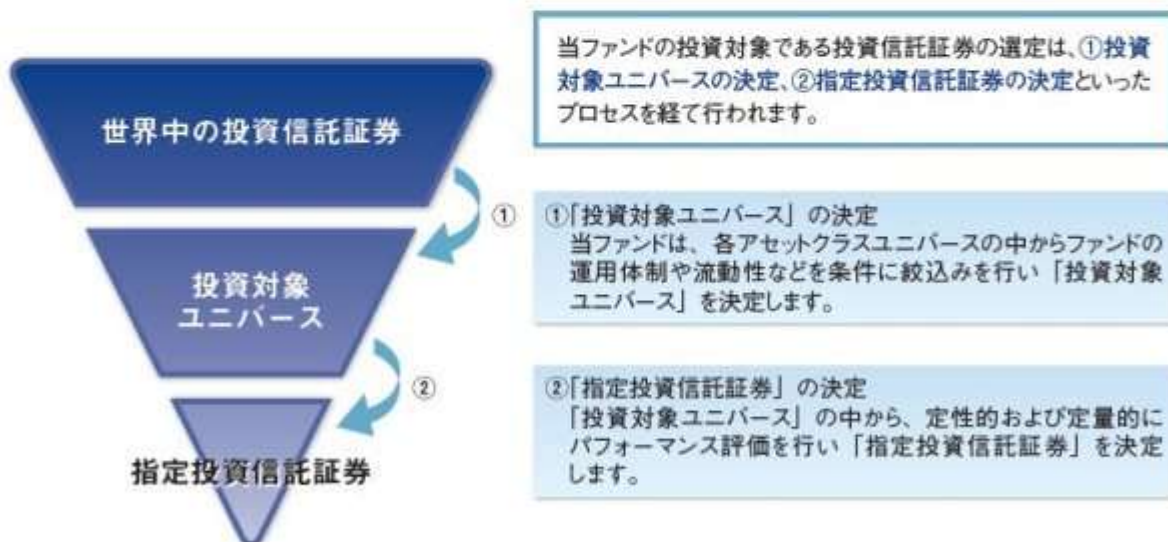 世界中の投資信託証券
①
投資対象
ユニバース
②
指定投資信託証券
当ファンドの投資対象である投資信託証券の選定は、①投資
対象ユニバースの決定、②指定投資信託証券の決定といった
プロセスを経て行われます。
①「投資対象ユニバース」の決定
当ファンドは、各アセットクラスユニバースの中からファンドの
運用体制や流動性などを条件に絞込みを行い「投資対象
ユニバース」を決定します。
②「指定投資信託証券」の決定
「投資対象ユニバース」の中から、定性的および定量的に
パフォーマンス評価を行い「指定投資信託証券」を決定
します。